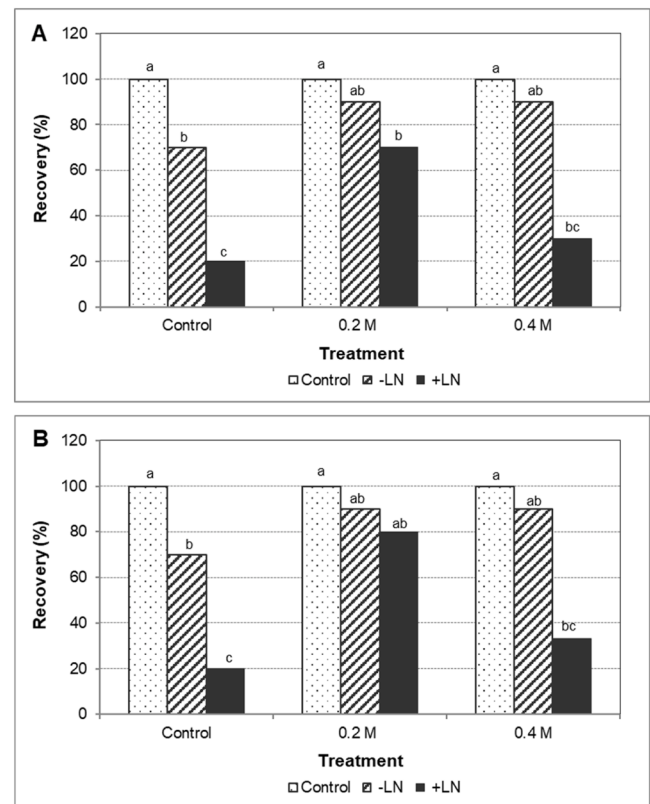 A
120
a a a
100
ab ab
80
b b
60
40
bc
c
20
0
Recovery (%)
Control 0.2 M 0.4 M
Treatment
Control -LN +LN
B
120
a a a
100
ab ab ab
80
b
60
40
bc
c
20
0
Recovery (%)
Control 0.2 M 0.4 M
Treatment
Control -LN +LN